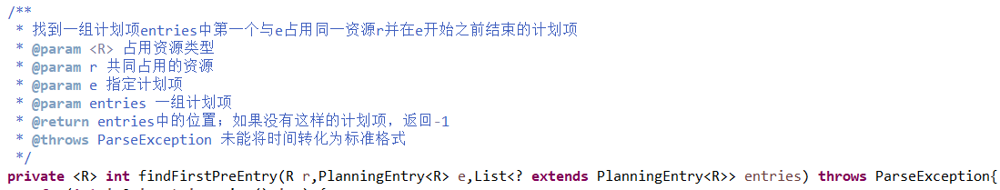 /**
 * 找到一组计划项entries中第一个与e占用同一资源r并在e开始之前结束的计划项
 * @param <R> 占用资源类型
 * @param r 共同占用的资源
 * @param e 指定计划项
 * @param entries 一组计划项
 * @return entries中的位置；如果没有这样的计划项，返回-1
 * @throws ParseException 未能将时间转化为标准格式
 */
private <R> int findFirstPreEntry(R r,PlanningEntry<R> e,List<? extends PlanningEntry<R>> entries) throws ParseException{